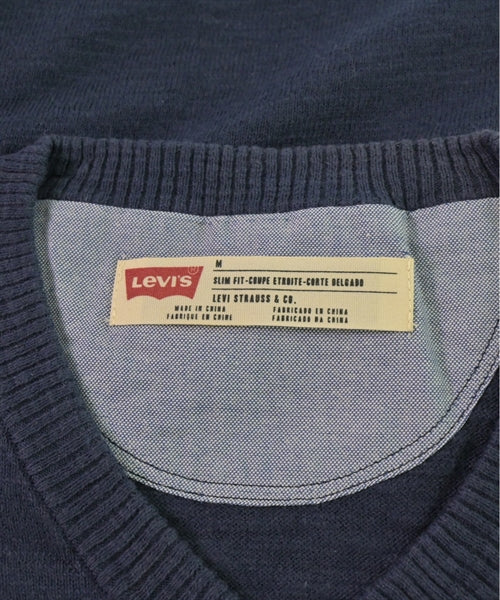 M
LEVI'S
SLIM FIT-COUPE ETROITE-CORTE DELGADO
LEVI STRAUSS & CO.
MADE IN CHINA FABRICADO EN CHINA
FABRIQUE EN CHINE FABRICADO NA CHINA